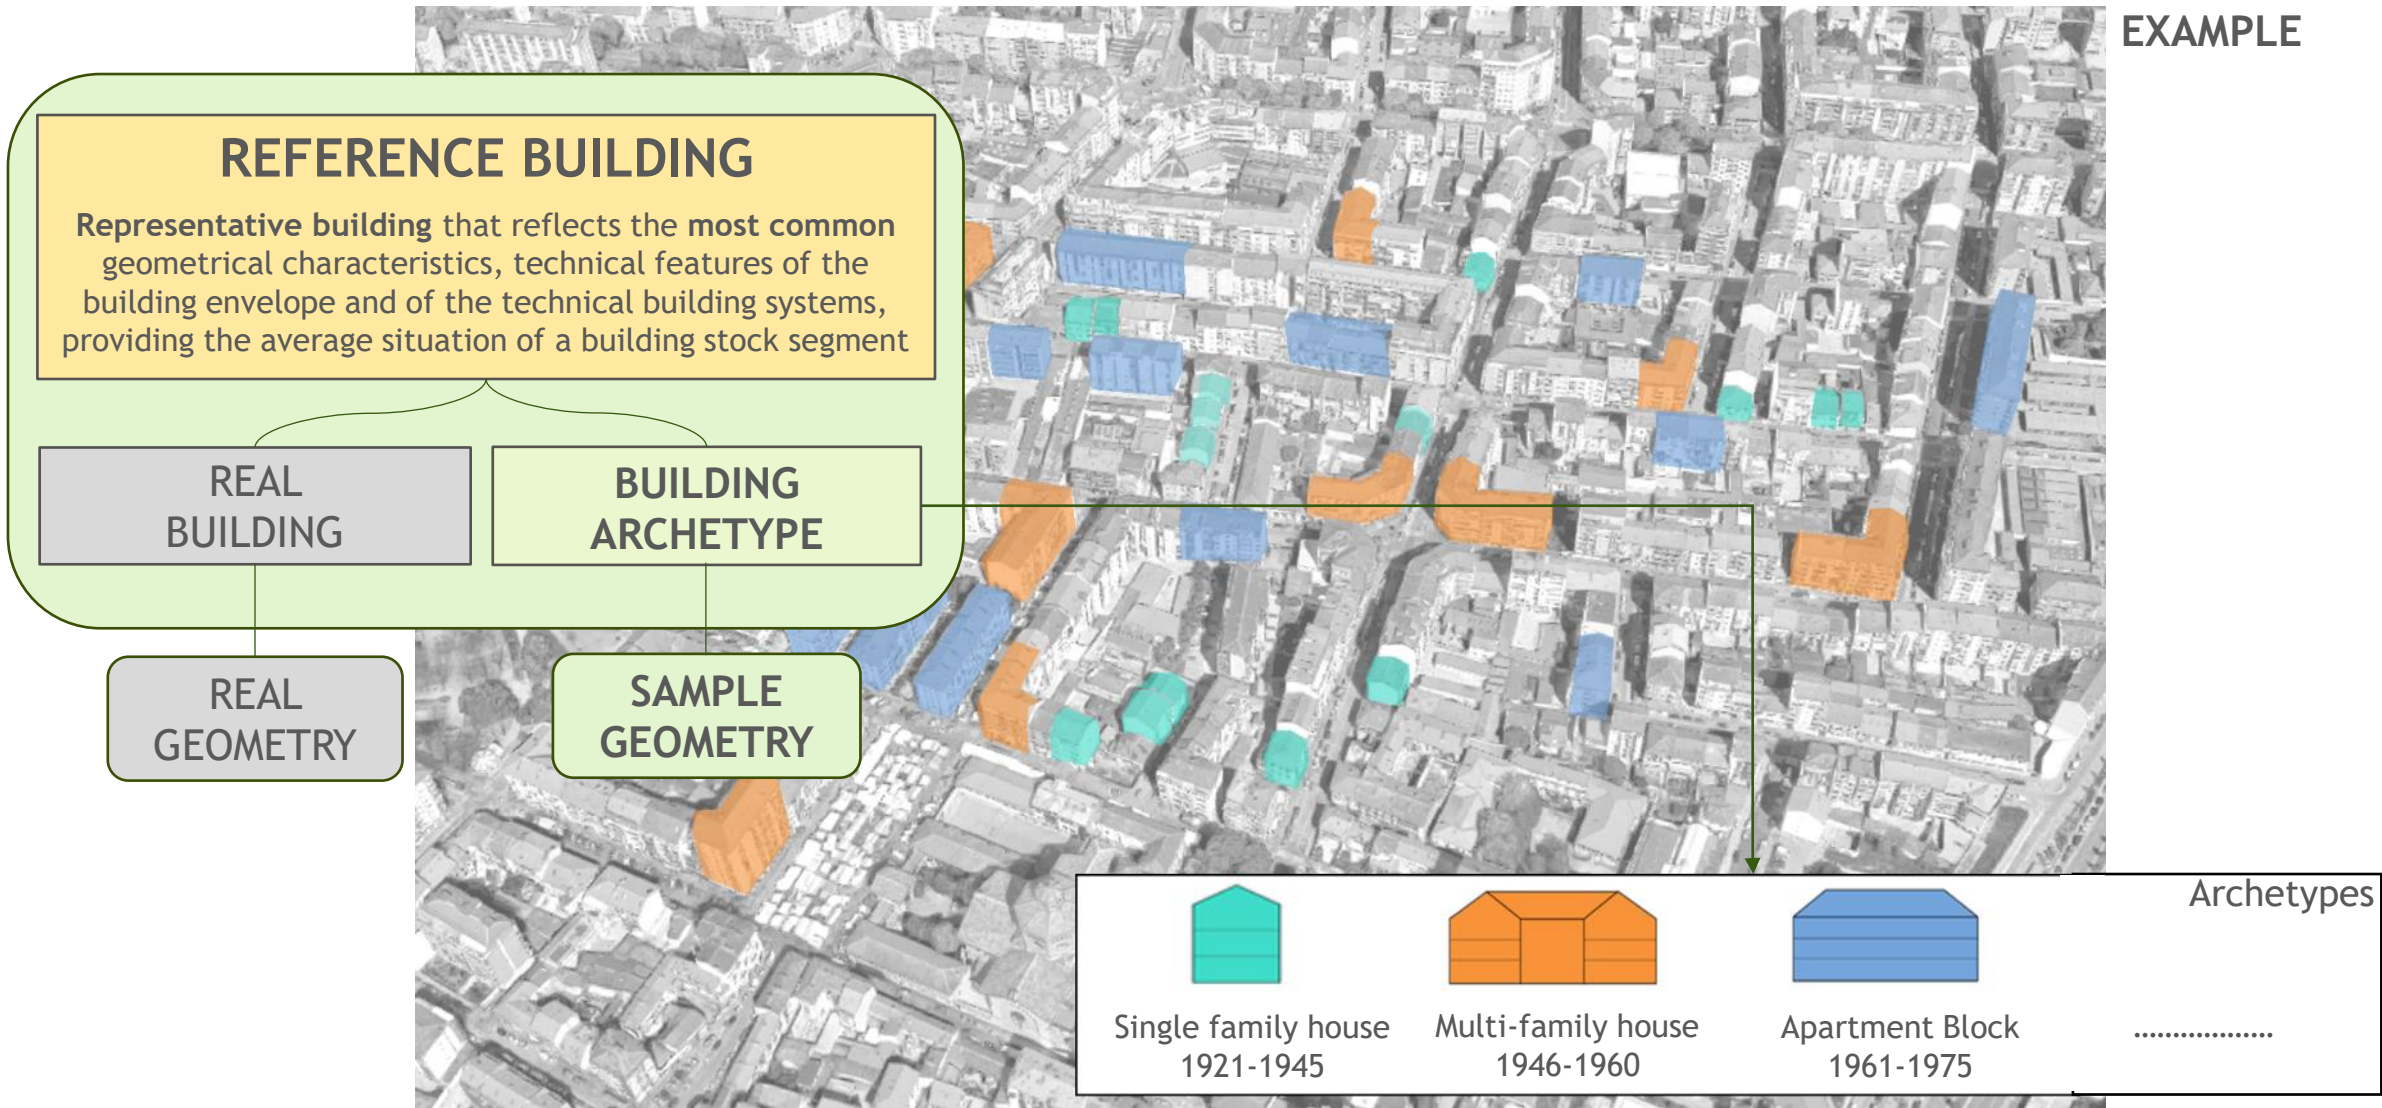 EXAMPLE
REFERENCE BUILDING
Representative building that reflects the most common
geometrical characteristics, technical features of the
building envelope and of the technical building systems,
providing the average situation of a building stock segment
REAL
BUILDING
BUILDING
ARCHETYPE
REAL
GEOMETRY
SAMPLE
GEOMETRY
Archetypes
Single family house
1921-1945
Multi-family house
1946-1960
Apartment Block
1961-1975
..................